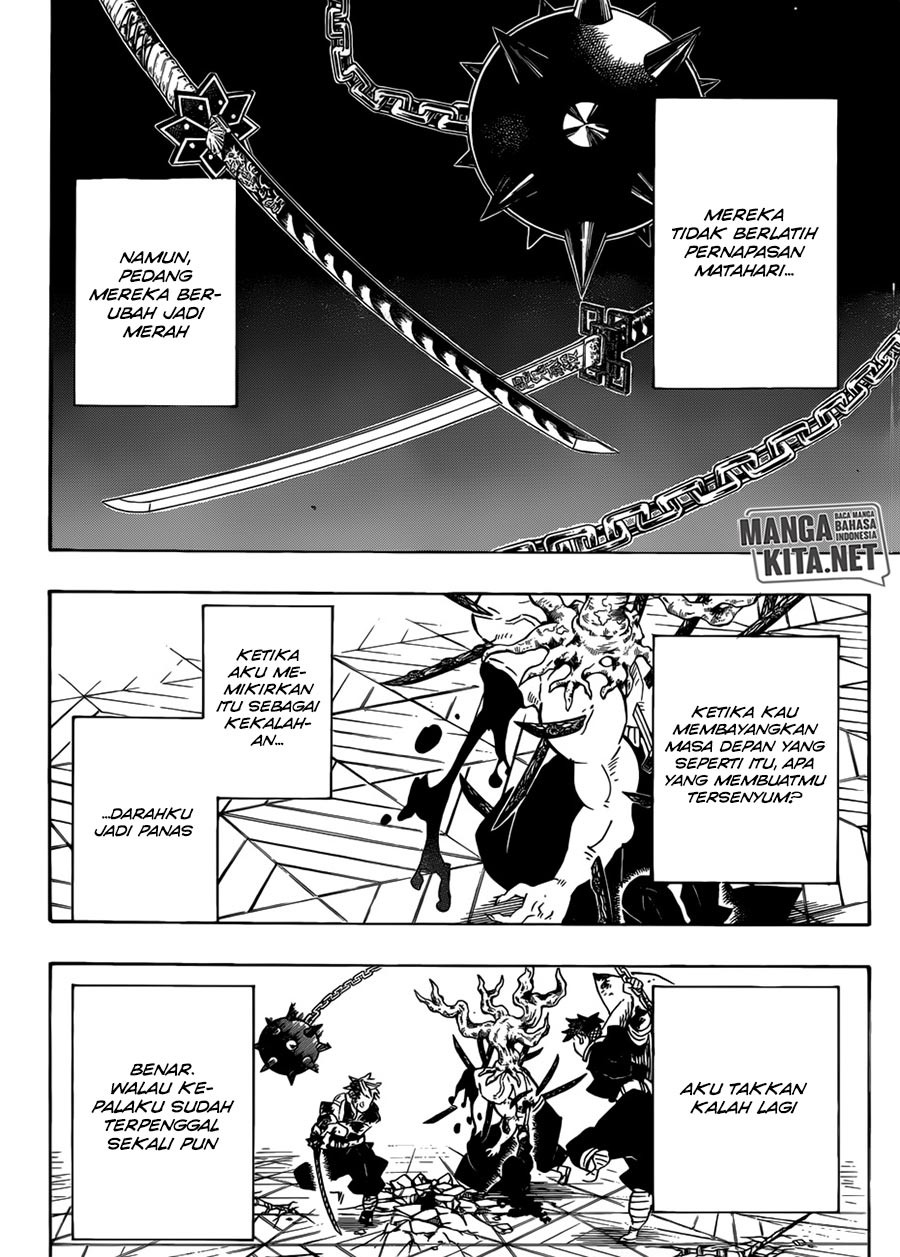 MEREKA
TIDAK BERLATIH
PERNAPASAN
MATAHARI...
NAMUN,
PEDANG
MEREKA BER-
UBAH JADI
MERAH
MANGA
KITA.NET
BACA MANGA
BAHASA
INDONESIA
KETIKA KAU
MEMBAYANGKAN
MASA DEPAN YANG
SEPERTI ITU, APA
YANG MEMBUATMU
TERSENYUM?
KETIKA
AKU ME-
MIKIRKAN
ITU SEBAGAI
KEKALAH-
AN...
...DARAHKU
JADI PANAS
AKU TAKKAN
KALAH LAGI
BENAR.
WALAU KE-
PALAKU SUDAH
TERPENGGAL
SEKALI PUN